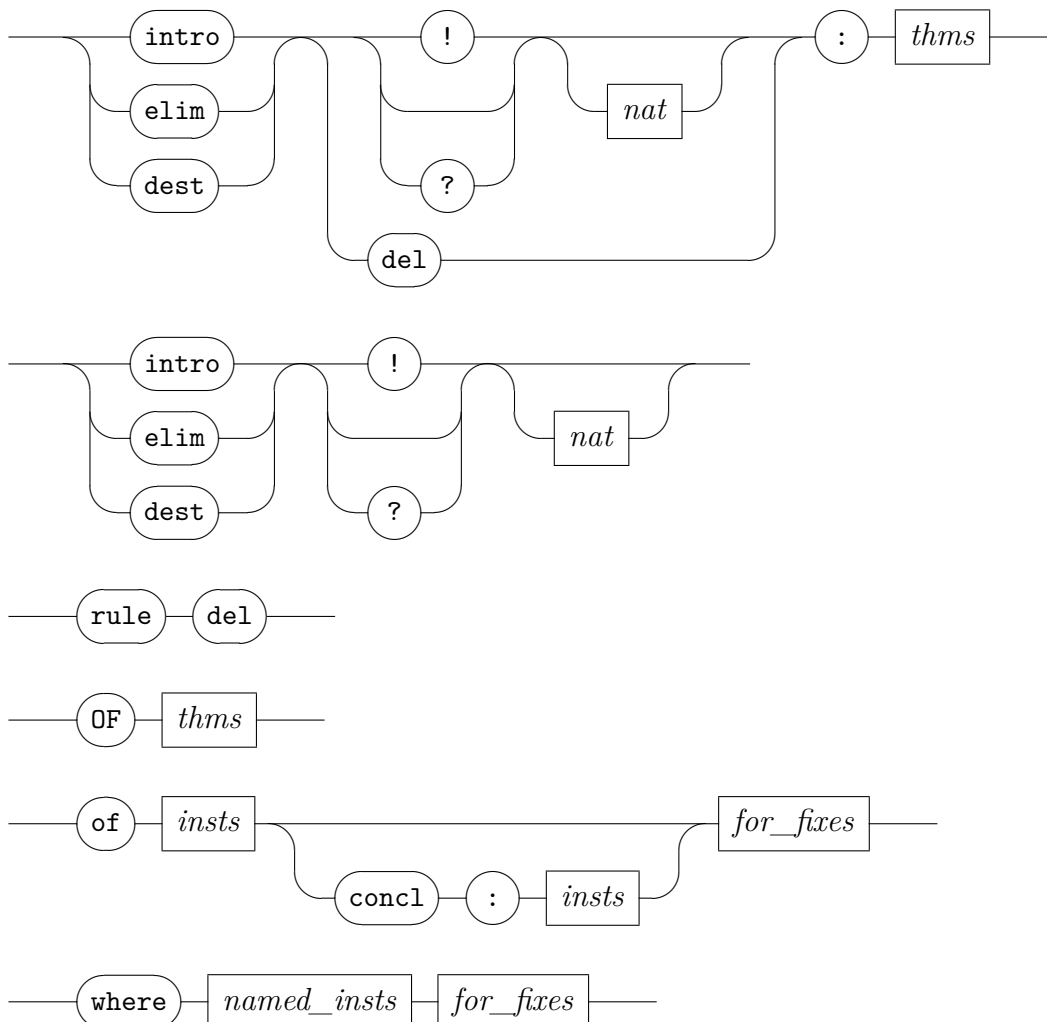 intro ! : thms
elim nat
dest ?
del
intro !
elim nat
dest ?
rule del
OF thms
of insts for_fixes
concl : insts
where named_insts for_fixes